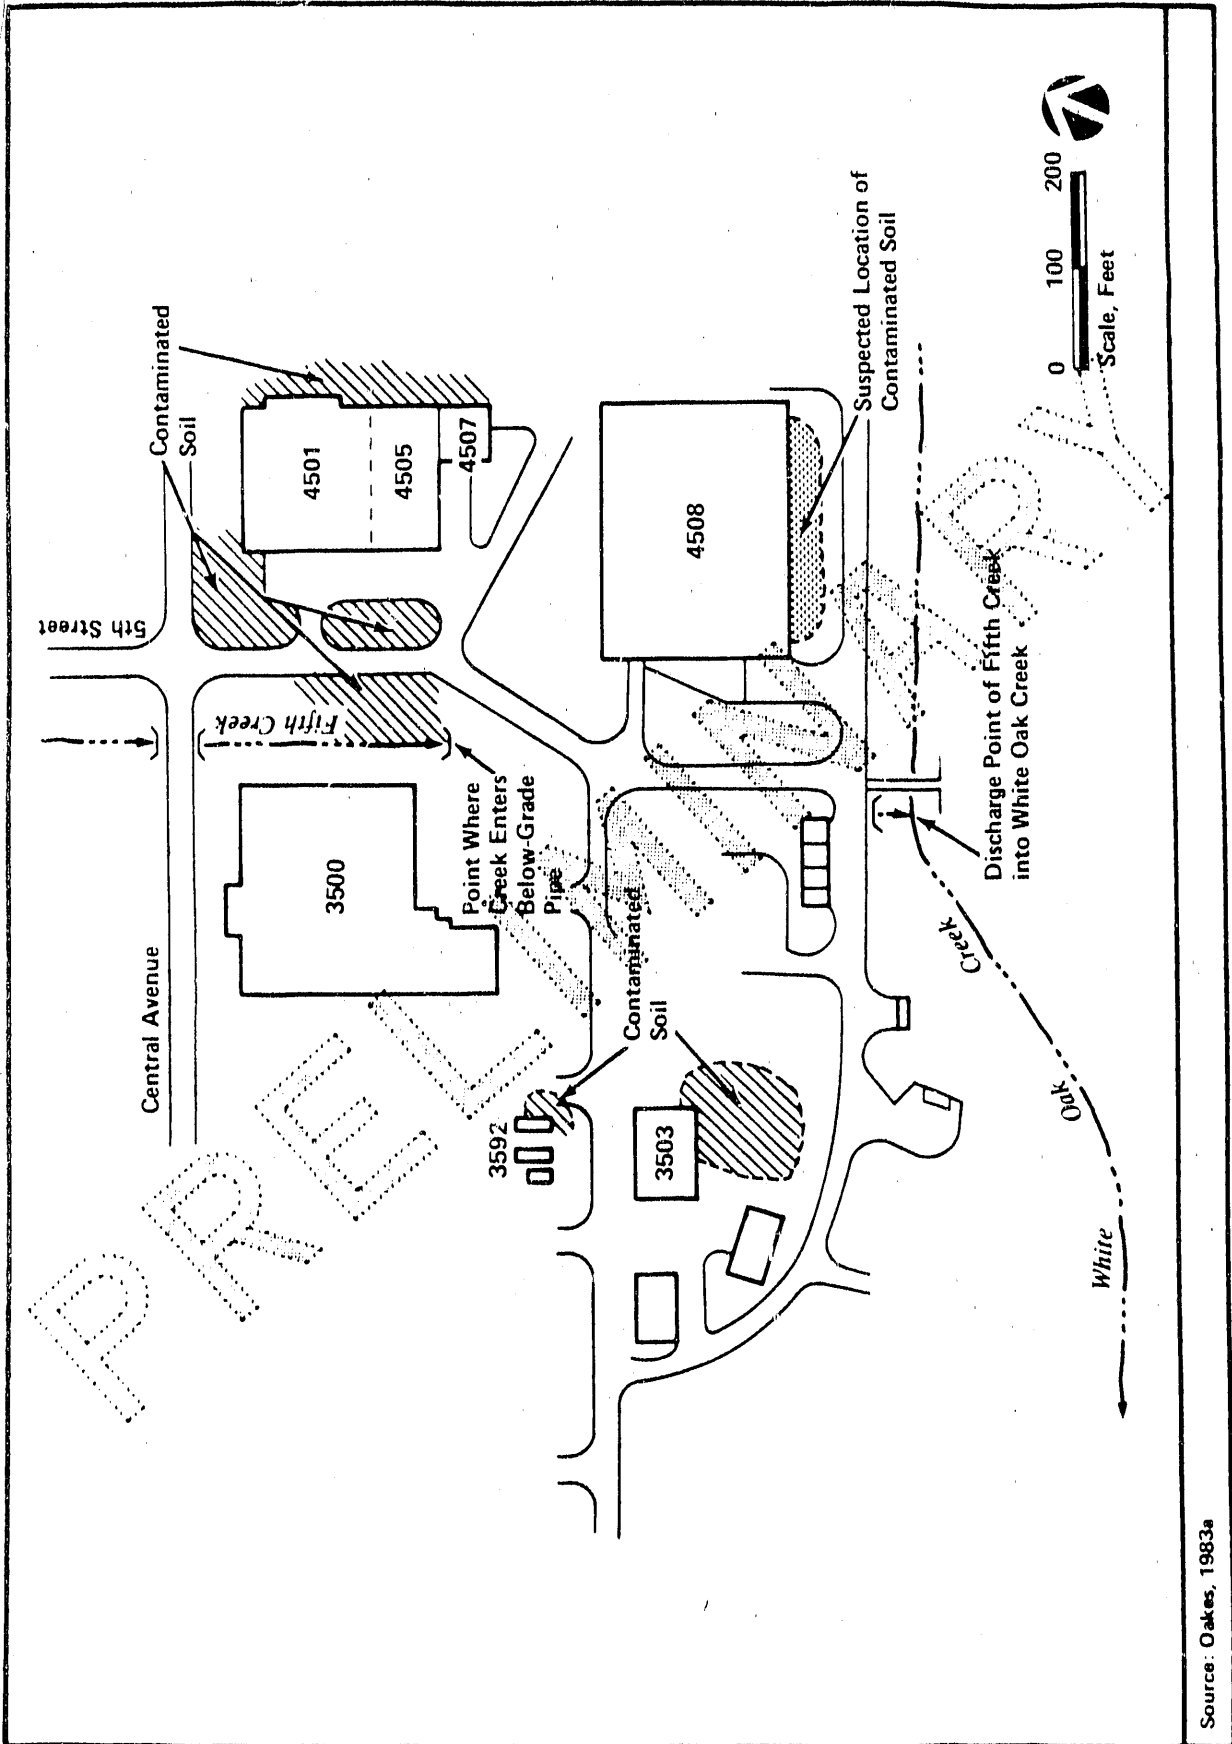 PRELIMINARY
5th Street
Central Avenue
Contaminated
Soil
Fifth Creek
3500
4501
4505
4507
Point Where
Creek Enters
Below-Grade
Pipe
3592
Contaminated
Soil
3503
4508
Suspected Location of
Contaminated Soil
Discharge Point of Fifth Creek
into White Oak Creek
White Oak Creek
0 100 200
Scale, Feet
Source: Oakes, 1983a